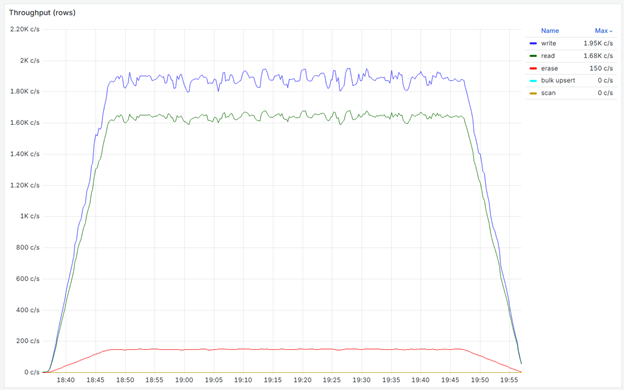 Throughput (rows)
2.20K c/s
2K c/s
1.80K c/s
1.60K c/s
1.40K c/s
1.20K c/s
1K c/s
800 c/s
600 c/s
400 c/s
200 c/s
0 c/s
18:40 18:45 18:50 18:55 19:00 19:05 19:10 19:15 19:20 19:25 19:30 19:35 19:40 19:45 19:50 19:55
Name Max
write 1.95K c/s
read 1.68K c/s
erase 150 c/s
bulk upsert 0 c/s
scan 0 c/s